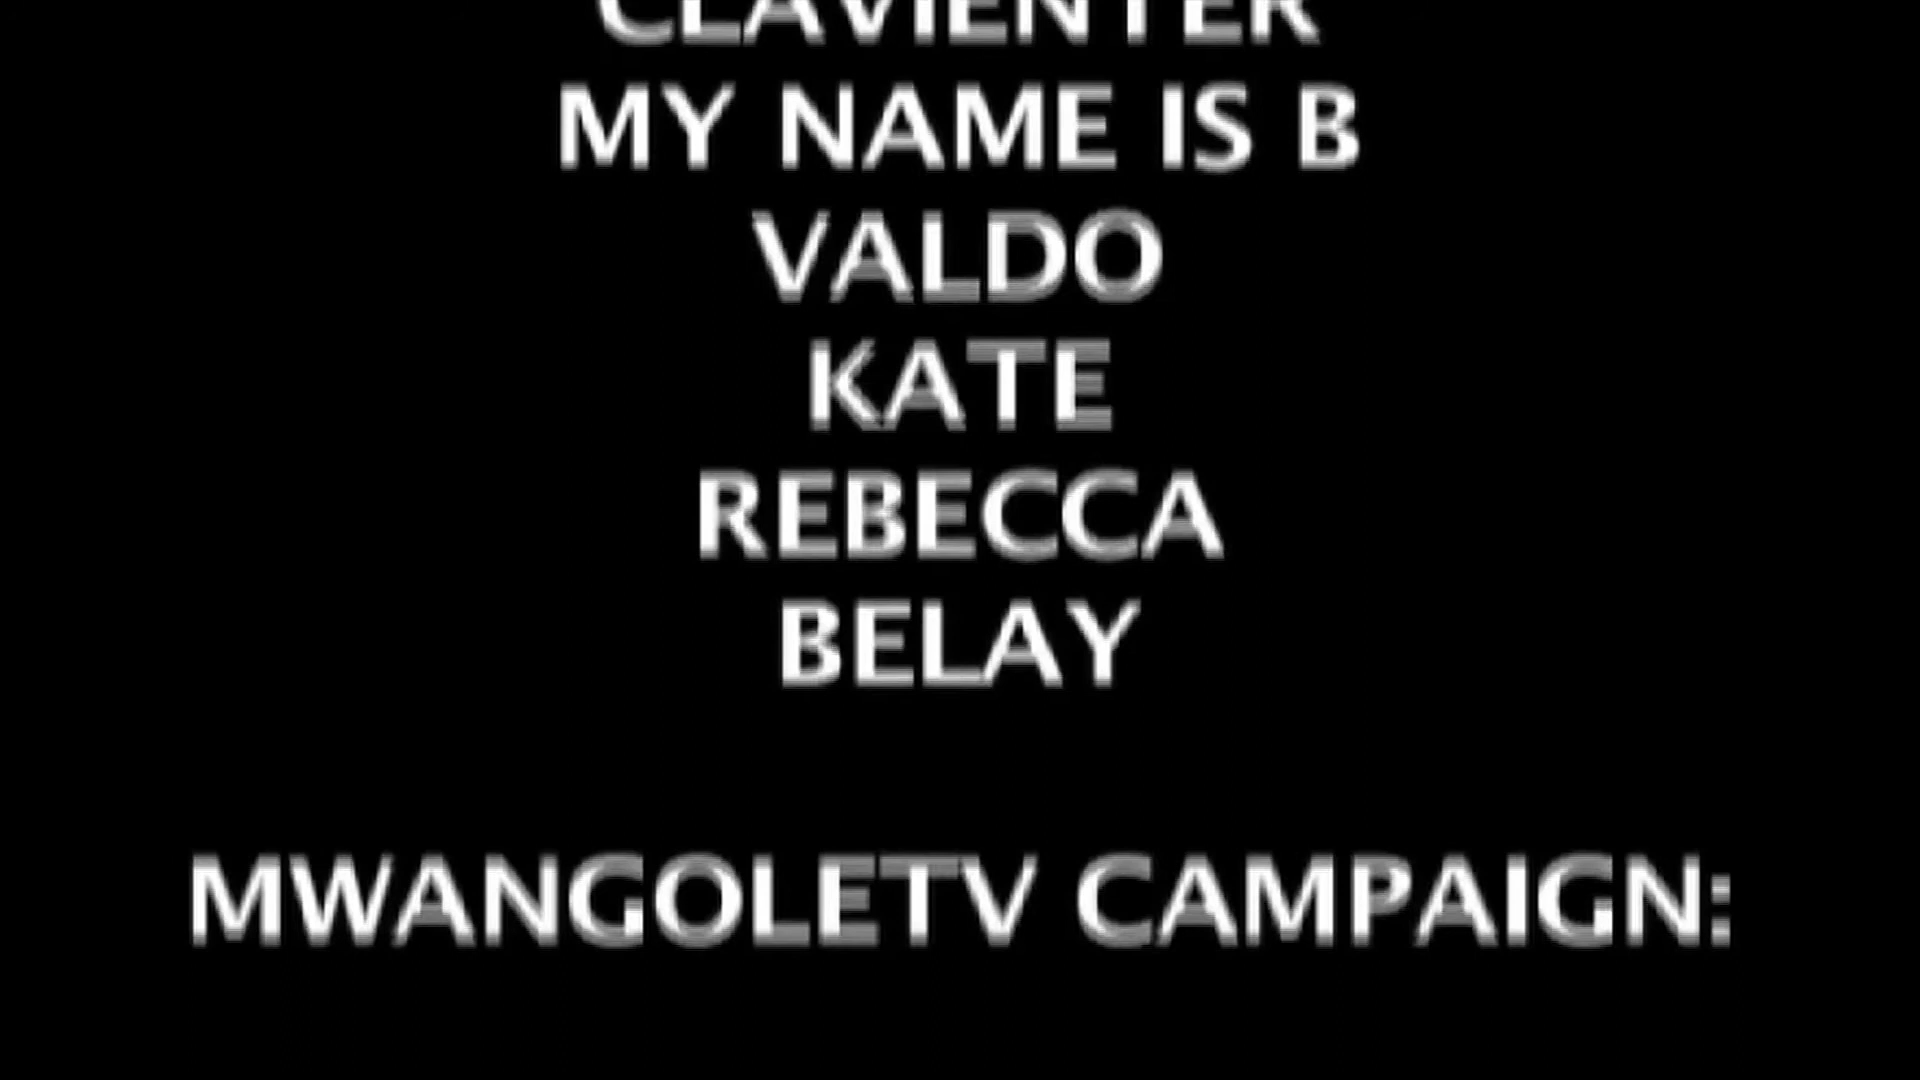 CLAVIENTER
MY NAME IS B
VALDO
KATE
REBECCA
BELAY
MWANGOLETV CAMPAIGN: